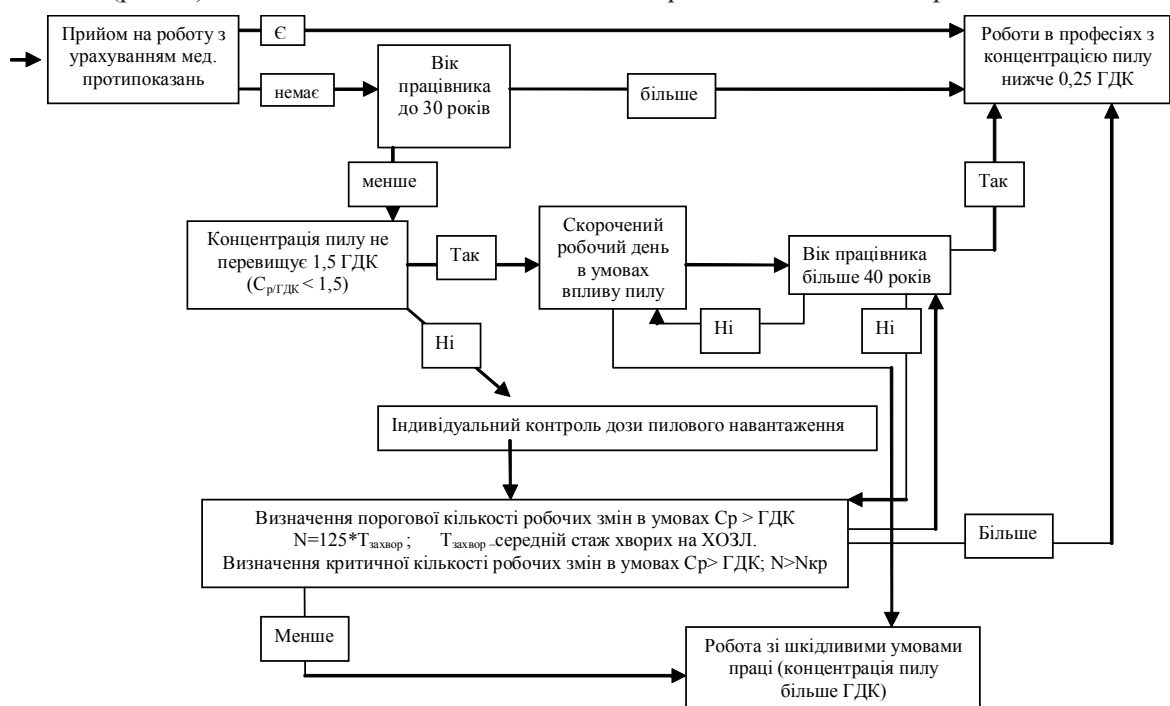 Прийом на роботу з
урахуванням мед.
протипоказань
Є
немає
Вік
працівника
до 30 років
більше
Роботи в професіях з
концентрацією пилу
нижче 0,25 ГДК
менше
Так
Концентрація пилу не
перевищує 1,5 ГДК
(Ср/ГДК < 1,5)
Так
Скорочений
робочий день
в умовах
впливу пилу
Вік працівника
більше 40 років
Ні
Ні
Ні
Індивідуальний контроль дози пилового навантаження
Визначення порогової кількості робочих змін в умовах Ср > ГДК
N=125*Тзахвор ; Тзахвор –середній стаж хворих на ХОЗЛ.
Визначення критичної кількості робочих змін в умовах Ср> ГДК; N>Nкр
Більше
Менше
Робота зі шкідливими умовами
праці (концентрація пилу
більше ГДК)